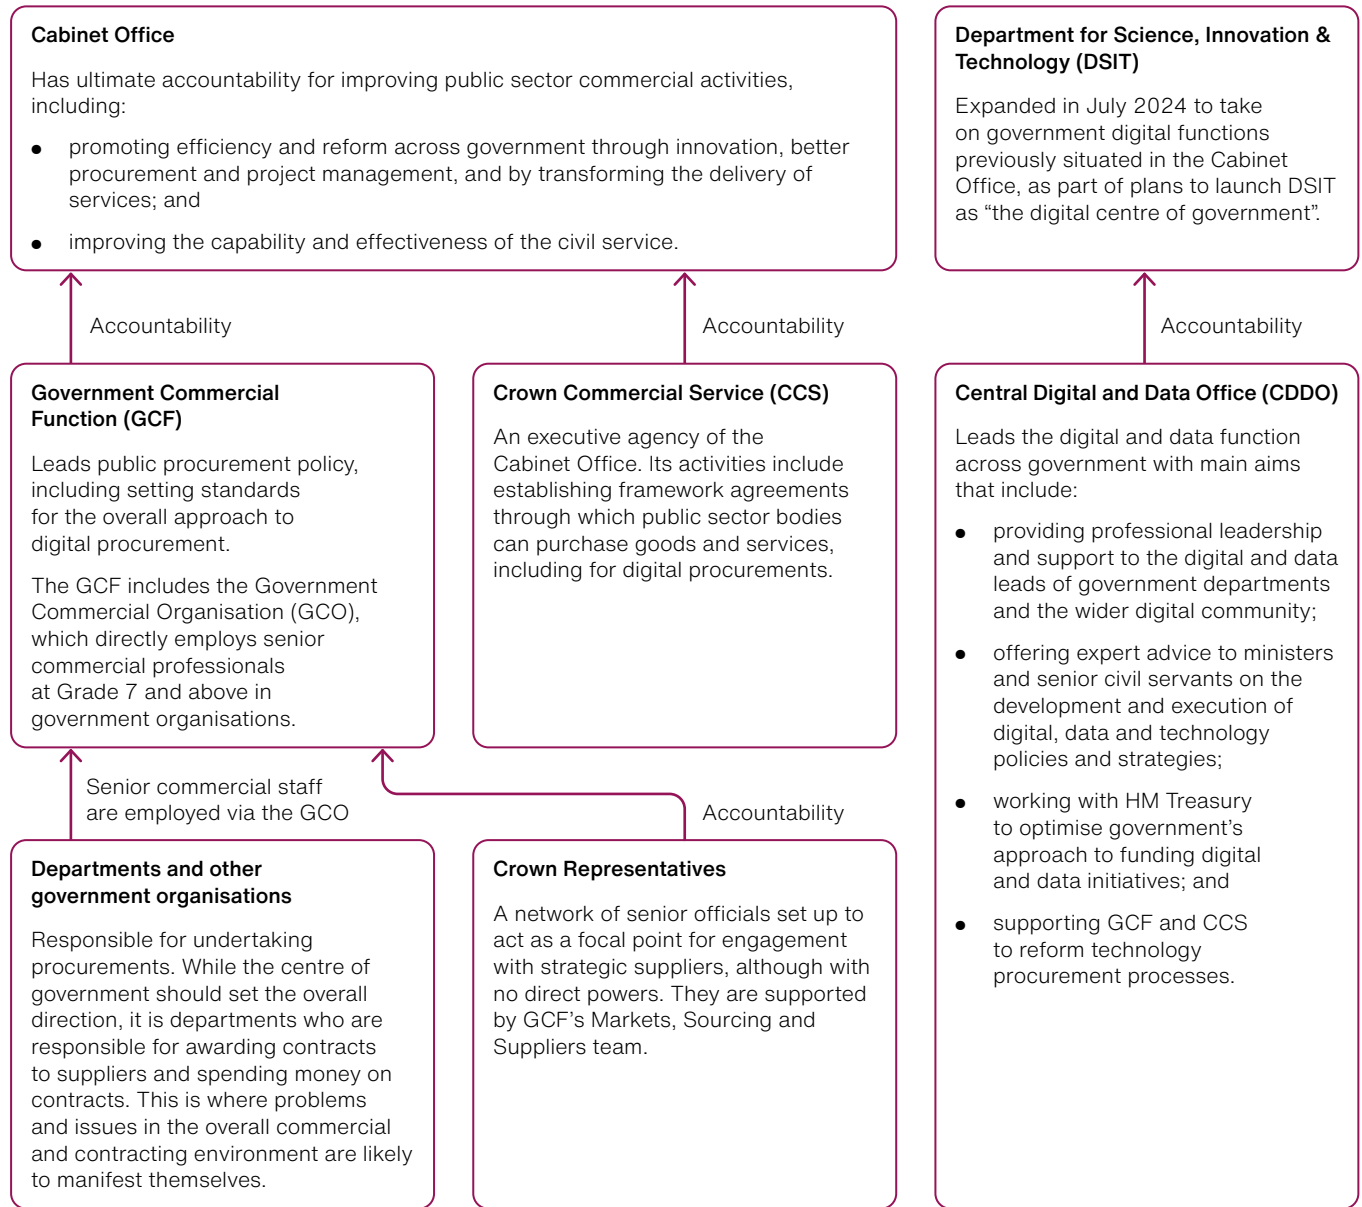 Cabinet Office
Has ultimate accountability for improving public sector commercial activities,
including:
● promoting efficiency and reform across government through innovation, better
procurement and project management, and by transforming the delivery of
services; and
● improving the capability and effectiveness of the civil service.
Department for Science, Innovation &
Technology (DSIT)
Expanded in July 2024 to take
on government digital functions
previously situated in the Cabinet
Office, as part of plans to launch DSIT
as “the digital centre of government”.
Accountability
Accountability
Accountability
Government Commercial
Function (GCF)
Leads public procurement policy,
including setting standards
for the overall approach to
digital procurement.
The GCF includes the Government
Commercial Organisation (GCO),
which directly employs senior
commercial professionals
at Grade 7 and above in
government organisations.
Crown Commercial Service (CCS)
An executive agency of the
Cabinet Office. Its activities include
establishing framework agreements
through which public sector bodies
can purchase goods and services,
including for digital procurements.
Central Digital and Data Office (CDDO)
Leads the digital and data function
across government with main aims
that include:
● providing professional leadership
and support to the digital and data
leads of government departments
and the wider digital community;
● offering expert advice to ministers
and senior civil servants on the
development and execution of
digital, data and technology
policies and strategies;
● working with HM Treasury
to optimise government’s
approach to funding digital
and data initiatives; and
● supporting GCF and CCS
to reform technology
procurement processes.
Senior commercial staff
are employed via the GCO
Accountability
Departments and other
government organisations
Responsible for undertaking
procurements. While the centre of
government should set the overall
direction, it is departments who are
responsible for awarding contracts
to suppliers and spending money on
contracts. This is where problems
and issues in the overall commercial
and contracting environment are likely
to manifest themselves.
Crown Representatives
A network of senior officials set up to
act as a focal point for engagement
with strategic suppliers, although with
no direct powers. They are supported
by GCF’s Markets, Sourcing and
Suppliers team.